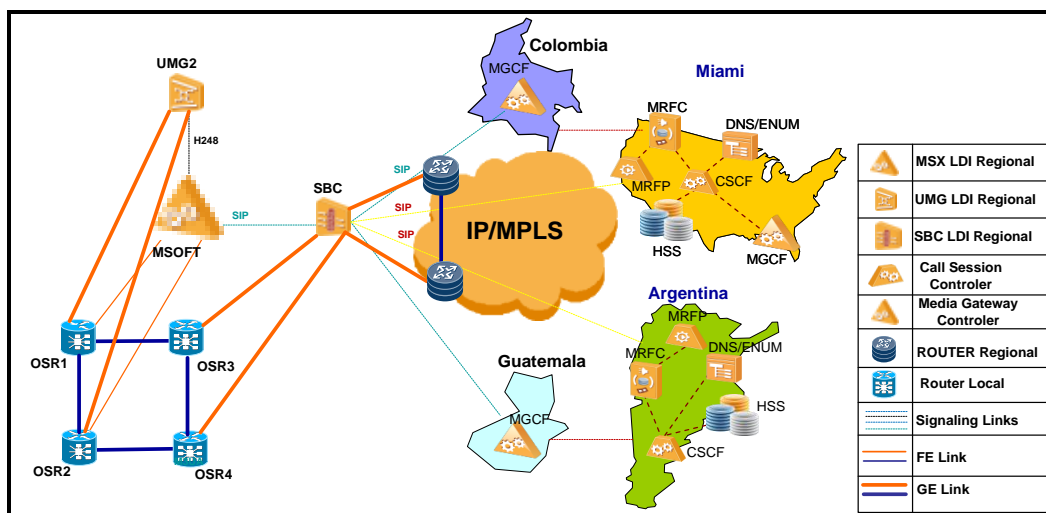 Colombia
UMG2
MGCF
Miami
MRFC
DNS/ENUM
H248
SBC
SIP
MSX LDI Regional
UMG LDI Regional
SIP
MRFP
CSCF
MSOFT
SIP
SIP
IP/MPLS
HSS
MGCF
SBC LDI Regional
Call Session
Controler
Argentina
MRFP
Media Gateway
Controler
OSR1
OSR3
Guatemala
MRFC
DNS/ENUM
ROUTER Regional
Router Local
MGCF
HSS
Signaling Links
OSR2
OSR4
CSCF
FE Link
GE Link